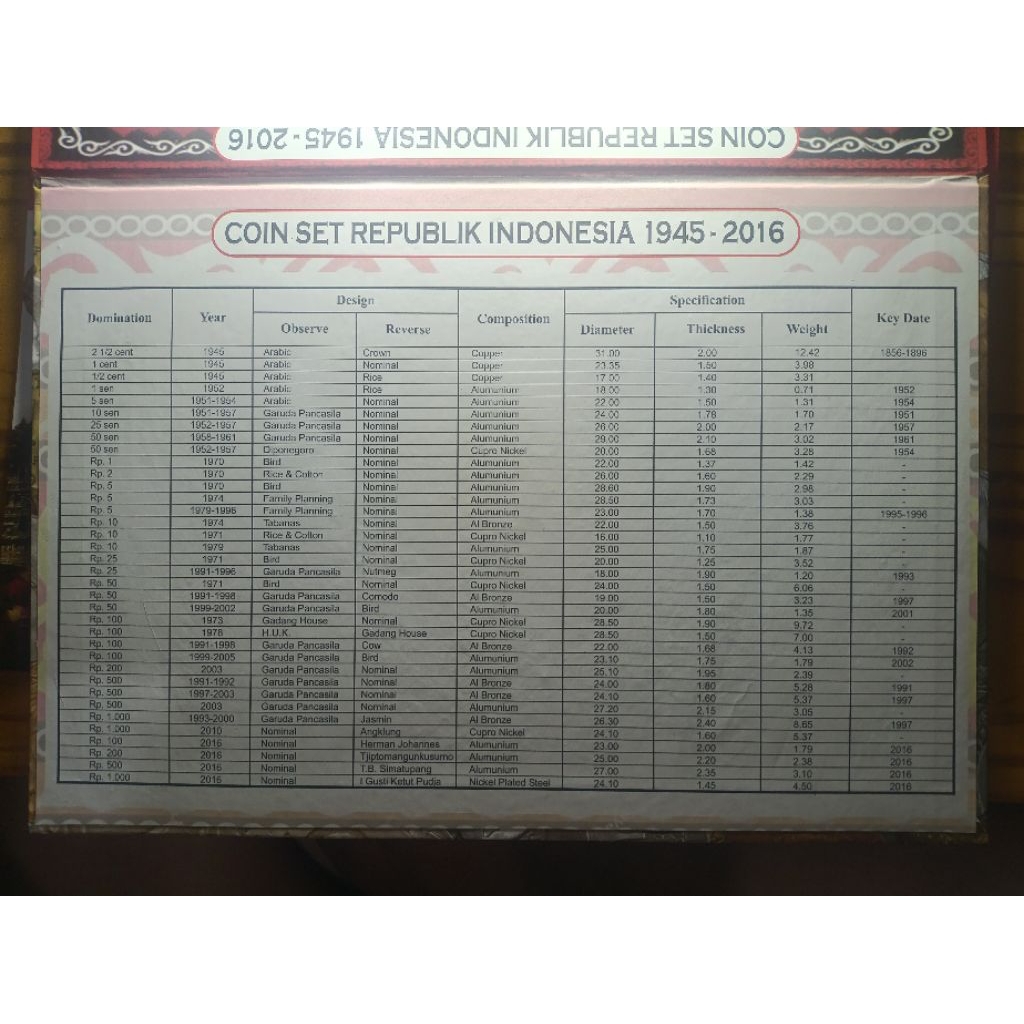 COIN SET REPUBLIK INDONESIA 1945 - 2016
COIN SET REPUBLIK INDONESIA 1945 - 2016
Domination Year Design Composition Specification Key Date
Observe Reverse Diameter Thickness Weight
2 1/2 cent 1945 Arabic Crown Copper 31.00 2.00 12.42 1856-1896
1 cent 1945 Arabic Nominal Copper 23.35 1.50 3.98
1/2 cent 1945 Arabic Rice Copper 17.00 1.40 3.31
1 sen 1952 Arabic Rice Alumunium 18.00 1.30 0.71 1952
5 sen 1951-1954 Arabic Nominal Alumunium 22.00 1.50 1.31 1954
10 sen 1951-1957 Garuda Pancasila Nominal Alumunium 24.00 1.78 1.70 1951
25 sen 1952-1957 Garuda Pancasila Nominal Alumunium 26.00 2.00 2.17 1957
50 sen 1958-1961 Garuda Pancasila Nominal Alumunium 29.00 2.10 3.02 1961
50 sen 1952-1957 Diponegoro Nominal Cupro Nickel 20.00 1.68 3.28 1954
Rp. 1 1970 Bird Nominal Alumunium 22.00 1.37 1.42 -
Rp. 2 1970 Rice & Cotton Nominal Alumunium 26.00 1.60 2.29 -
Rp. 5 1970 Bird Nominal Alumunium 28.60 1.90 2.98 -
Rp. 5 1974 Family Planning Nominal Alumunium 28.50 1.73 3.03 -
Rp. 5 1979-1996 Family Planning Nominal Alumunium 23.00 1.70 1.38 1995-1996
Rp. 10 1974 Tabanas Nominal Al Bronze 22.00 1.50 3.76 -
Rp. 10 1971 Rice & Cotton Nominal Cupro Nickel 16.00 1.10 1.77 -
Rp. 10 1979 Tabanas Nominal Alumunium 25.00 1.75 1.87 -
Rp. 25 1971 Bird Nominal Cupro Nickel 20.00 1.25 3.52 -
Rp. 25 1991-1996 Garuda Pancasila Nutmeg Alumunium 18.00 1.90 1.20 1993
Rp. 50 1971 Bird Nominal Cupro Nickel 24.00 1.50 6.06 -
Rp. 50 1991-1998 Garuda Pancasila Comodo Al Bronze 19.00 1.50 3.23 1997
Rp. 50 1999-2002 Garuda Pancasila Bird Alumunium 20.00 1.80 1.35 2001
Rp. 100 1973 Gadang House Nominal Cupro Nickel 28.50 1.90 9.72 -
Rp. 100 1978 H.U.K. Gadang House Cupro Nickel 28.50 1.50 7.00 -
Rp. 100 1991-1998 Garuda Pancasila Cow Al Bronze 22.00 1.68 4.13 1992
Rp. 100 1999-2005 Garuda Pancasila Bird Alumunium 23.10 1.75 1.79 2002
Rp. 200 2003 Garuda Pancasila Nominal Alumunium 25.10 1.95 2.39 -
Rp. 500 1991-1992 Garuda Pancasila Nominal Al Bronze 24.00 1.80 5.28 1991
Rp. 500 1997-2003 Garuda Pancasila Nominal Al Bronze 24.10 1.60 5.37 1997
Rp. 500 2003 Garuda Pancasila Nominal Alumunium 27.20 2.15 3.05 -
Rp. 1.000 1993-2000 Garuda Pancasila Jasmin Al Bronze 26.30 2.40 8.65 1997
Rp. 1.000 2010 Nominal Angklung Cupro Nickel 24.10 1.60 5.37 -
Rp. 100 2016 Nominal Herman Johannes Alumunium 23.00 2.00 1.79 2016
Rp. 200 2016 Nominal Tjiptomangunkusumo Alumunium 25.00 2.20 2.38 2016
Rp. 500 2016 Nominal T.B. Simatupang Alumunium 27.00 2.35 3.10 2016
Rp. 1.000 2016 Nominal I Gusti Ketut Pudja Nickel Plated Steel 24.10 1.45 4.50 2016